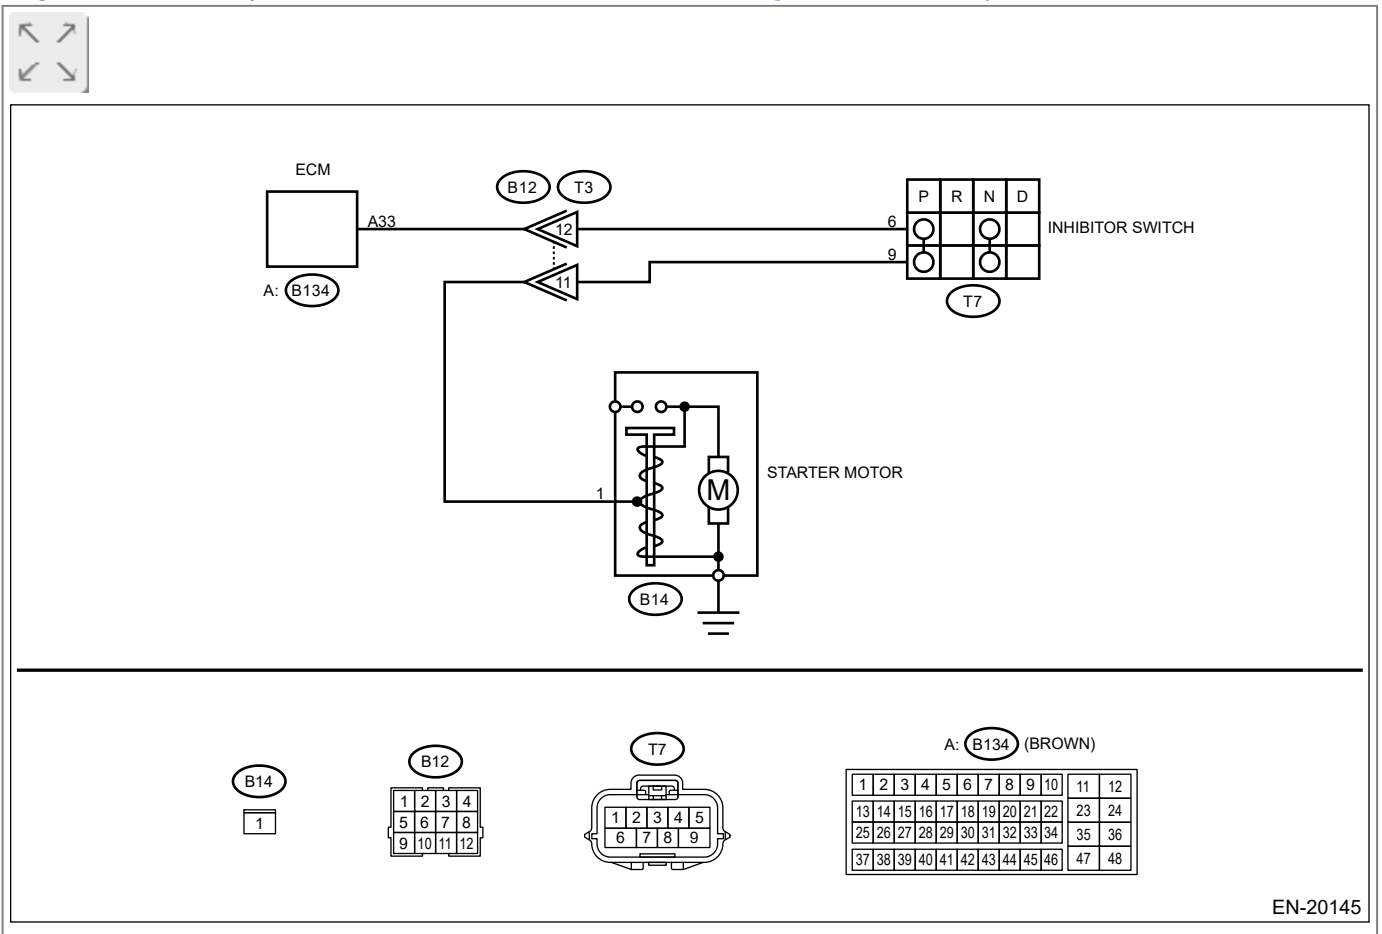 ECM
B12 T3
P R N D
A33 12 6
INHIBITOR SWITCH
11 9
A: B134
T7
STARTER MOTOR
1 M
B14
A: B134 (BROWN)
T7
B12
B14
1
1 2 3 4
5 6 7 8
9 10 11 12
1 2 3 4 5
6 7 8 9
1 2 3 4 5 6 7 8 9 10 11 12
13 14 15 16 17 18 19 20 21 22 23 24
25 26 27 28 29 30 31 32 33 34 35 36
37 38 39 40 41 42 43 44 45 46 47 48
EN-20145